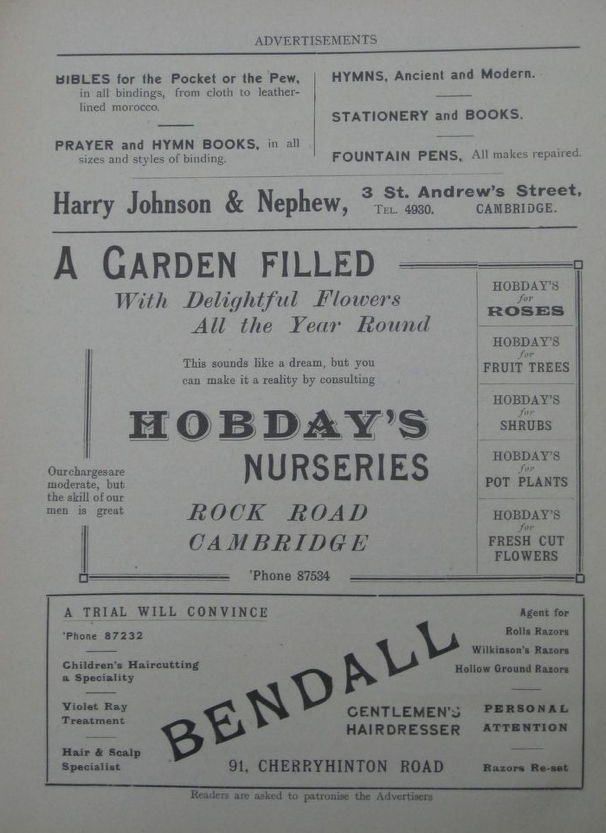 ADVERTISEMENTS
BIBLES for the Pocket or the Pew,
in all bindings, from cloth to leather-
lined morocco.
PRAYER and HYMN BOOKS, in all
sizes and styles of binding.
HYMNS, Ancient and Modern.
STATIONERY and BOOKS.
FOUNTAIN PENS, All makes repaired.
Harry Johnson & Nephew,
3 St. Andrew's Street,
TEL. 4930. CAMBRIDGE.
A GARDEN FILLED
With Delightful Flowers
All the Year Round
This sounds like a dream, but you
can make it a reality by consulting
HOBDAY'S
NURSERIES
Our charges are
moderate, but
the skill of our
men is great
ROCK ROAD
CAMBRIDGE
'Phone 87534
HOBDAY'S
for
ROSES
HOBDAY'S
for
FRUIT TREES
HOBDAY'S
for
SHRUBS
HOBDAY'S
for
POT PLANTS
HOBDAY'S
for
FRESH CUT
FLOWERS
A TRIAL WILL CONVINCE
'Phone 87232
Children's Haircutting
a Speciality
Violet Ray
Treatment
Hair & Scalp
Specialist
BENDALL
GENTLEMEN'S
HAIRDRESSER
91, CHERRYHINTON ROAD
Agent for
Rolls Razors
Wilkinson's Razors
Hollow Ground Razors
PERSONAL
ATTENTION
Razors Re-set
Readers are asked to patronise the Advertisers